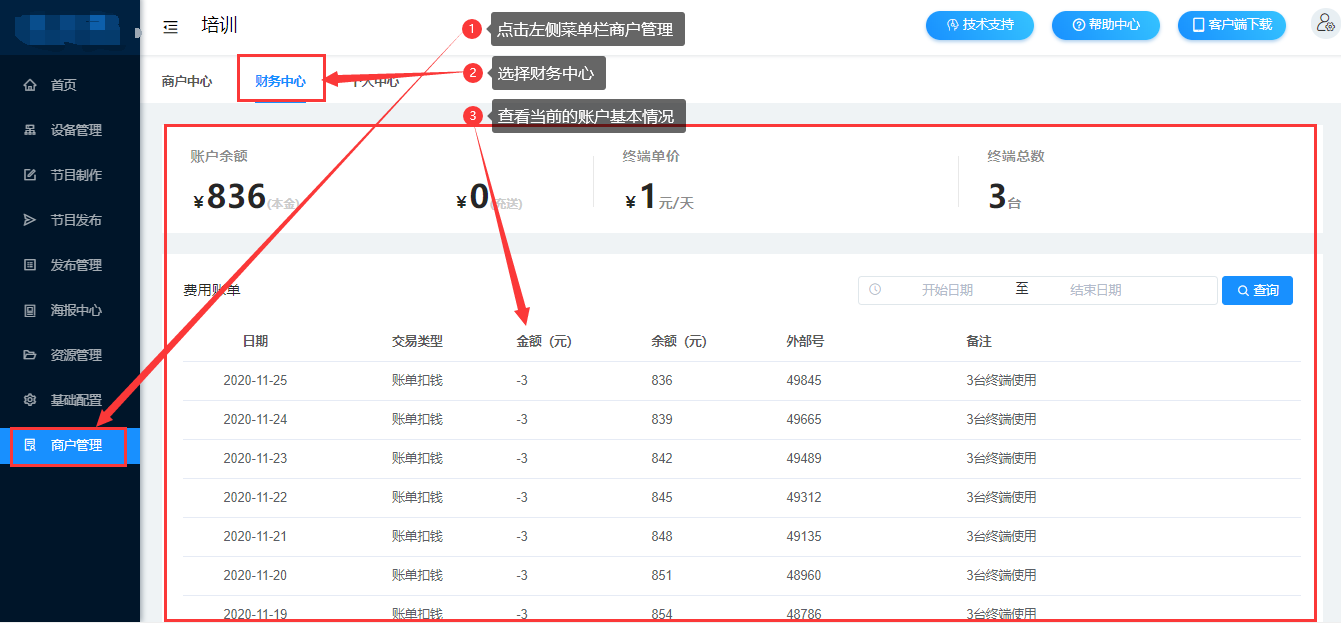 培训
1 点击左侧菜单栏商户管理
技术支持
帮助中心
客户端下载
商户中心
财务中心
个人中心
2 选择财务中心
3 查看当前的账户基本情况
首页
设备管理
节目制作
节目发布
发布管理
海报中心
资源管理
基础配置
商户管理
账户余额
¥836(本金)
¥0(充送)
终端单价
¥1元/天
终端总数
3台
费用账单
开始日期 至 结束日期
查询
日期 交易类型 金额（元） 余额（元） 外部号 备注
2020-11-25 账单扣钱 -3 836 49845 3台终端使用
2020-11-24 账单扣钱 -3 839 49665 3台终端使用
2020-11-23 账单扣钱 -3 842 49489 3台终端使用
2020-11-22 账单扣钱 -3 845 49312 3台终端使用
2020-11-21 账单扣钱 -3 848 49135 3台终端使用
2020-11-20 账单扣钱 -3 851 48960 3台终端使用
2020-11-19 账单扣钱 -3 854 48786 3台终端使用